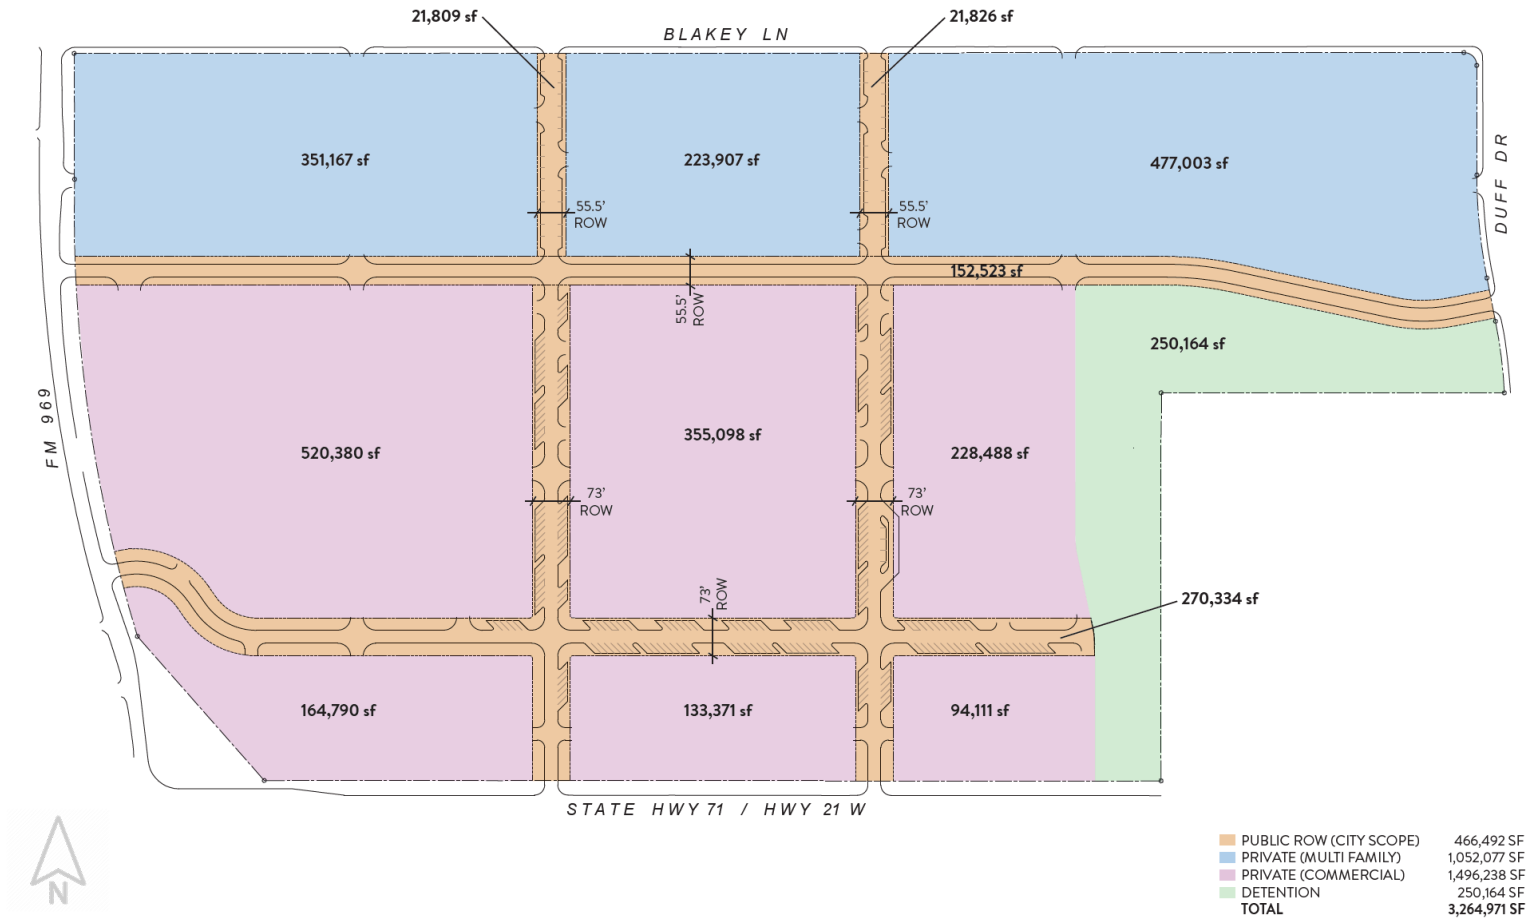 21,809 sf
21,826 sf
BLAKEY LN
351,167 sf
223,907 sf
477,003 sf
DUFF DR
55.5'
ROW
55.5'
ROW
152,523 sf
55.5'
ROW
250,164 sf
FM 969
520,380 sf
355,098 sf
228,488 sf
73'
ROW
73'
ROW
73'
ROW
270,334 sf
164,790 sf
133,371 sf
94,111 sf
STATE HWY 71 / HWY 21 W
N
PUBLIC ROW (CITY SCOPE) 466,492 SF
PRIVATE (MULTI FAMILY) 1,052,077 SF
PRIVATE (COMMERCIAL) 1,496,238 SF
DETENTION 250,164 SF
TOTAL 3,264,971 SF